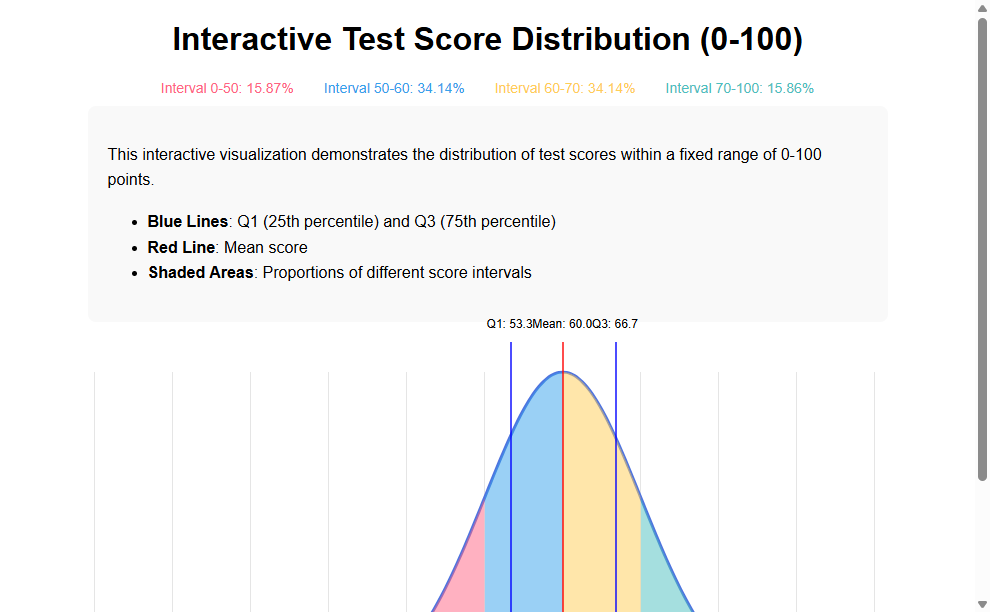 Interactive Test Score Distribution (0-100)
Interval 0-50: 15.87% Interval 50-60: 34.14% Interval 60-70: 34.14% Interval 70-100: 15.86%
This interactive visualization demonstrates the distribution of test scores within a fixed range of 0-100
points.
• Blue Lines: Q1 (25th percentile) and Q3 (75th percentile)
• Red Line: Mean score
• Shaded Areas: Proportions of different score intervals
Q1: 53.3Mean: 60.0Q3: 66.7